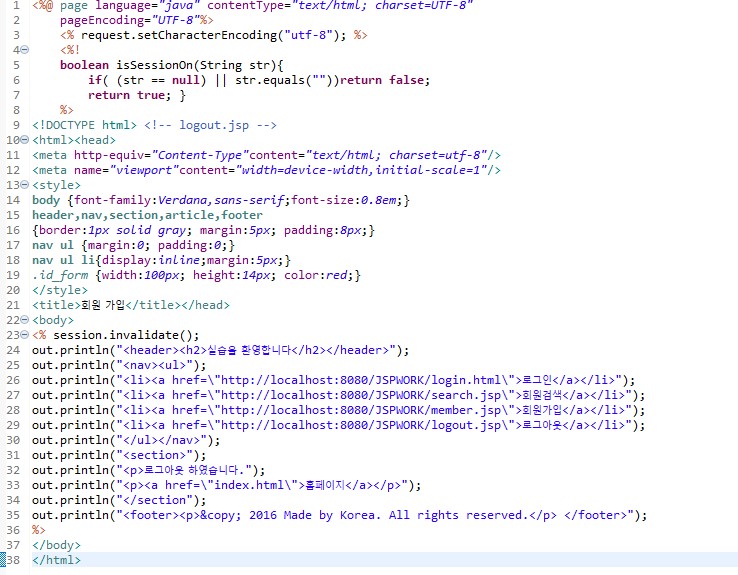 1 <%@ page language="java" contentType="text/html; charset=UTF-8"
2 pageEncoding="UTF-8"%>
3 <% request.setCharacterEncoding("utf-8"); %>
4 <%!
5 boolean isSessionOn(String str){
6 if( (str == null) || str.equals(""))return false;
7 return true; }
8 %>
9 <!DOCTYPE html> <!-- logout.jsp -->
10 <html><head>
11 <meta http-equiv="Content-Type"content="text/html; charset=utf-8"/>
12 <meta name="viewport"content="width=device-width,initial-scale=1"/>
13 <style>
14 body {font-family:Verdana,sans-serif;font-size:0.8em;}
15 header,nav,section,article,footer
16 {border:1px solid gray; margin:5px; padding:8px;}
17 nav ul {margin:0; padding:0;}
18 nav ul li{display:inline;margin:5px;}
19 .id_form {width:100px; height:14px; color:red;}
20 </style>
21 <title>회원 가입</title></head>
22 <body>
23 <% session.invalidate();
24 out.println("<header><h2>실습을 환영합니다</h2></header>");
25 out.println("<nav><ul>");
26 out.println("<li><a href=\"http://localhost:8080/JSPWORK/login.html\">로그인</a></li>");
27 out.println("<li><a href=\"http://localhost:8080/JSPWORK/search.jsp\">회원검색</a></li>");
28 out.println("<li><a href=\"http://localhost:8080/JSPWORK/member.jsp\">회원가입</a></li>");
29 out.println("<li><a href=\"http://localhost:8080/JSPWORK/logout.jsp\">로그아웃</a></li>");
30 out.println("</ul></nav>");
31 out.println("<section>");
32 out.println("<p>로그아웃 하였습니다.");
33 out.println("<p><a href=\"index.html\">홈페이지</a></p>");
34 out.println("</section");
35 out.println("<footer><p>&copy; 2016 Made by Korea. All rights reserved.</p> </footer>");
36 %>
37 </body>
38 </html>